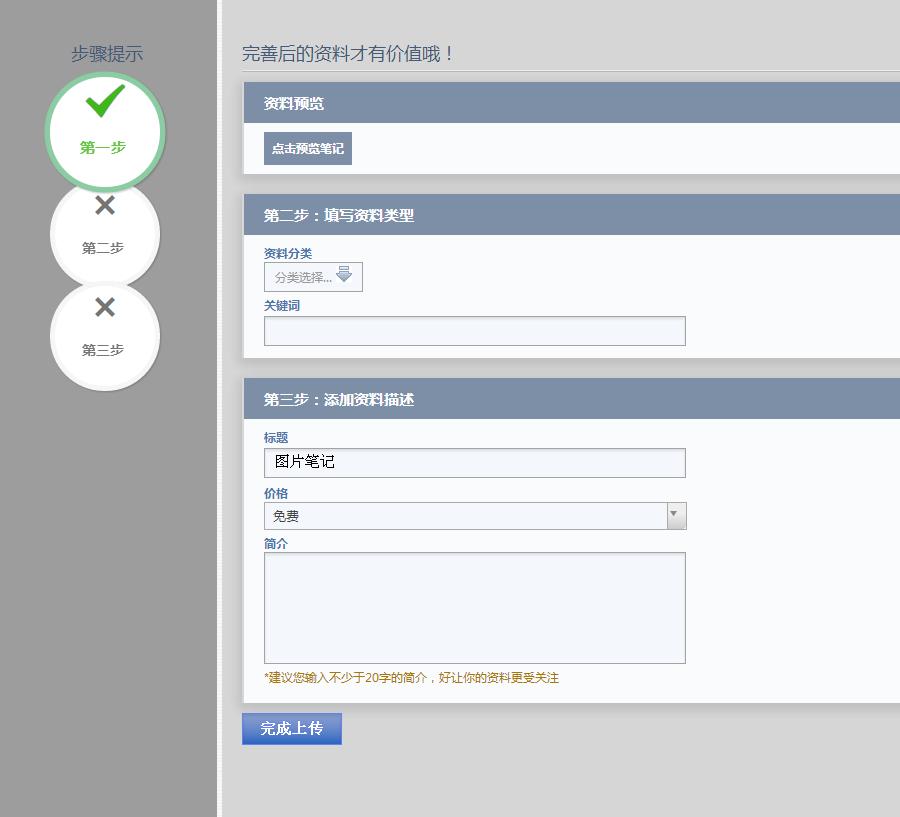 步骤提示
第一步
第二步
第三步
完善后的资料才有价值哦！
资料预览
点击预览笔记
第二步：填写资料类型
资料分类
分类选择...
关键词
第三步：添加资料描述
标题
图片笔记
价格
免费
简介
*建议您输入不少于20字的简介，好让你的资料更受关注
完成上传